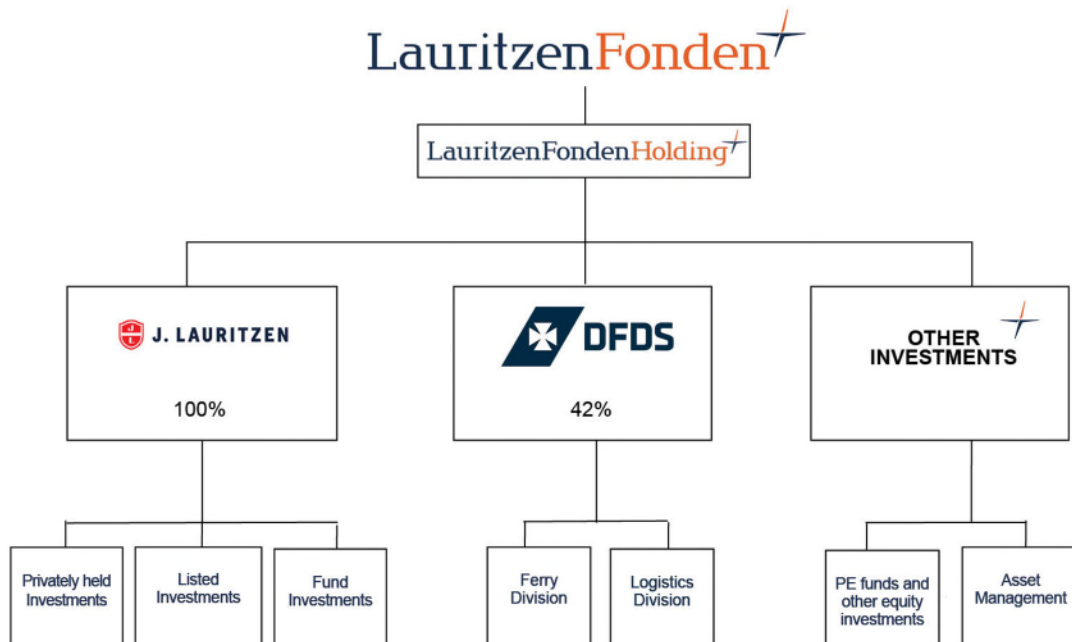 LauritzenFonden
LauritzenFondenHolding
J L
J. LAURITZEN
100%
DFDS
42%
OTHER
INVESTMENTS
Privately held
Investments
Listed
Investments
Fund
Investments
Ferry
Division
Logistics
Division
PE funds and
other equity
investments
Asset
Management